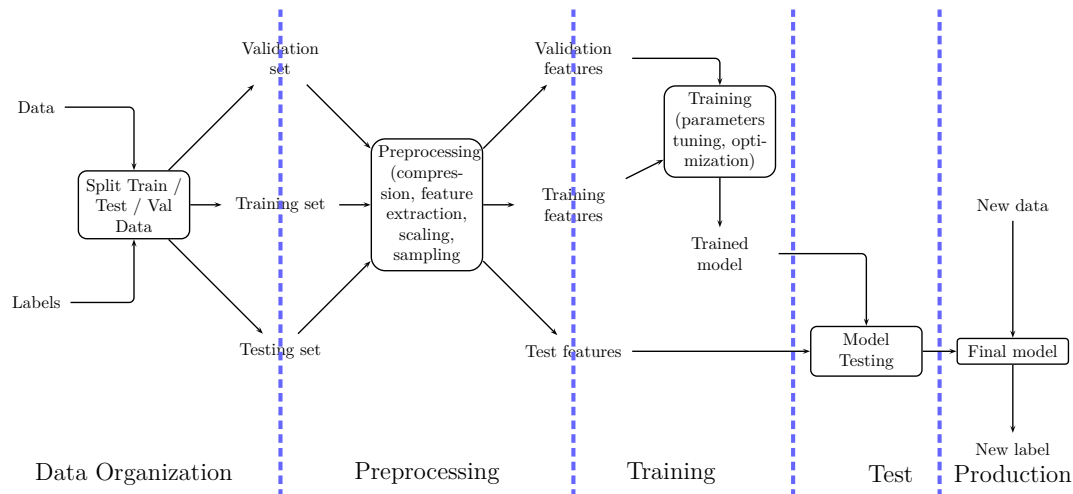 Data
Labels
Split Train /
Test / Val
Data
Validation
set
Training set
Testing set
Preprocessing
(compres-
sion, feature
extraction,
scaling,
sampling
Validation
features
Training
features
Test features
Training
(parameters
tuning, opti-
mization)
Trained
model
Model
Testing
New data
Final model
New label
Data Organization
Preprocessing
Training
Test
Production